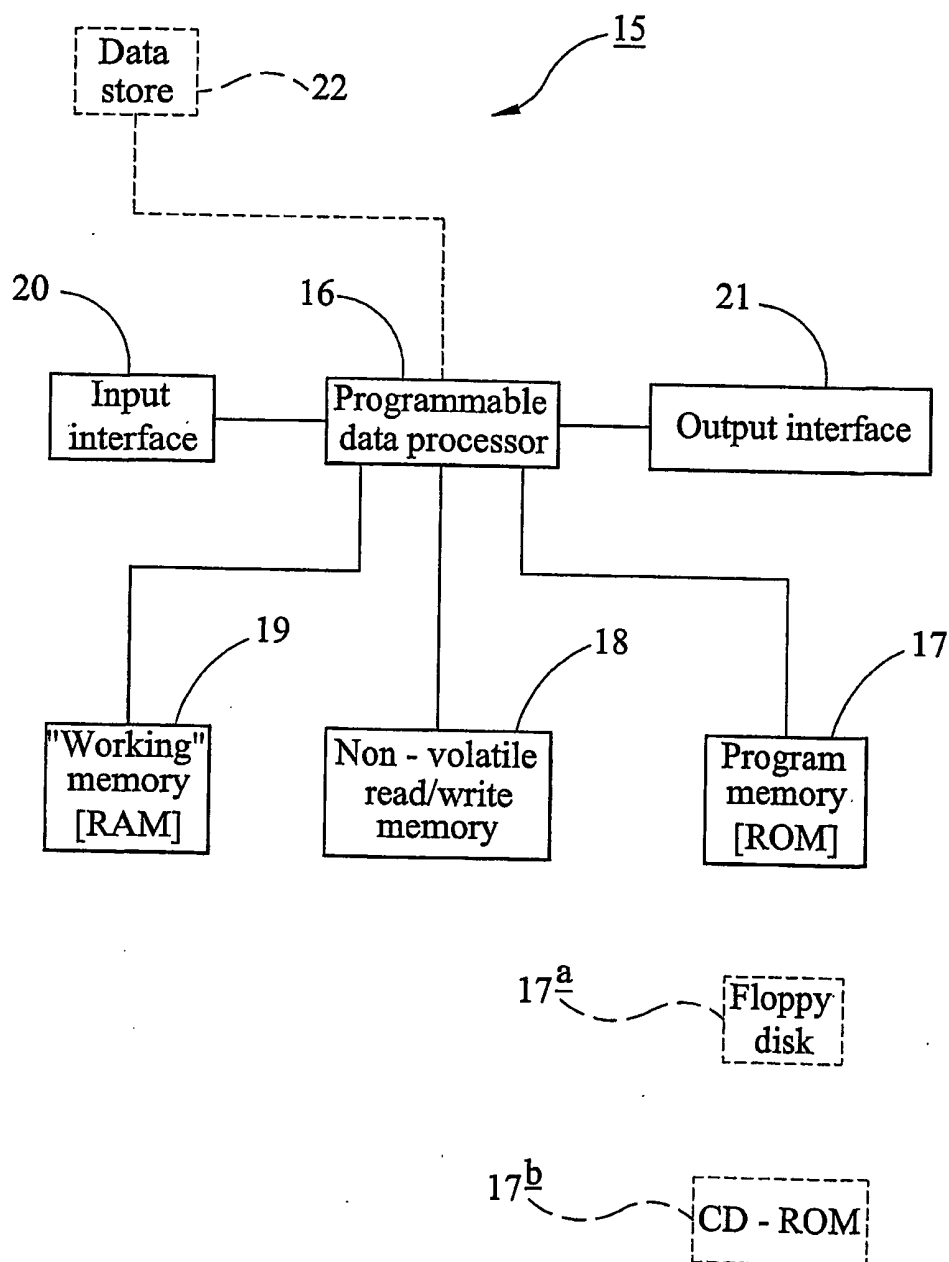 15
Data
store
22
20
16
21
Input
interface
Programmable
data processor
Output interface
19
18
17
"Working"
memory
[RAM]
Non - volatile
read/write
memory
Program
memory
[ROM]
17a
Floppy
disk
17b
CD - ROM